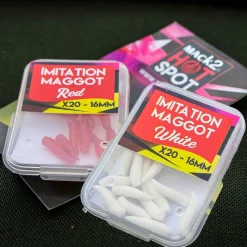 MACK2
HOT
SPOT
IMITATION
MAGGOT
Red
X20 - 16MM
IMITATION
MAGGOT
White
X20 - 16MM